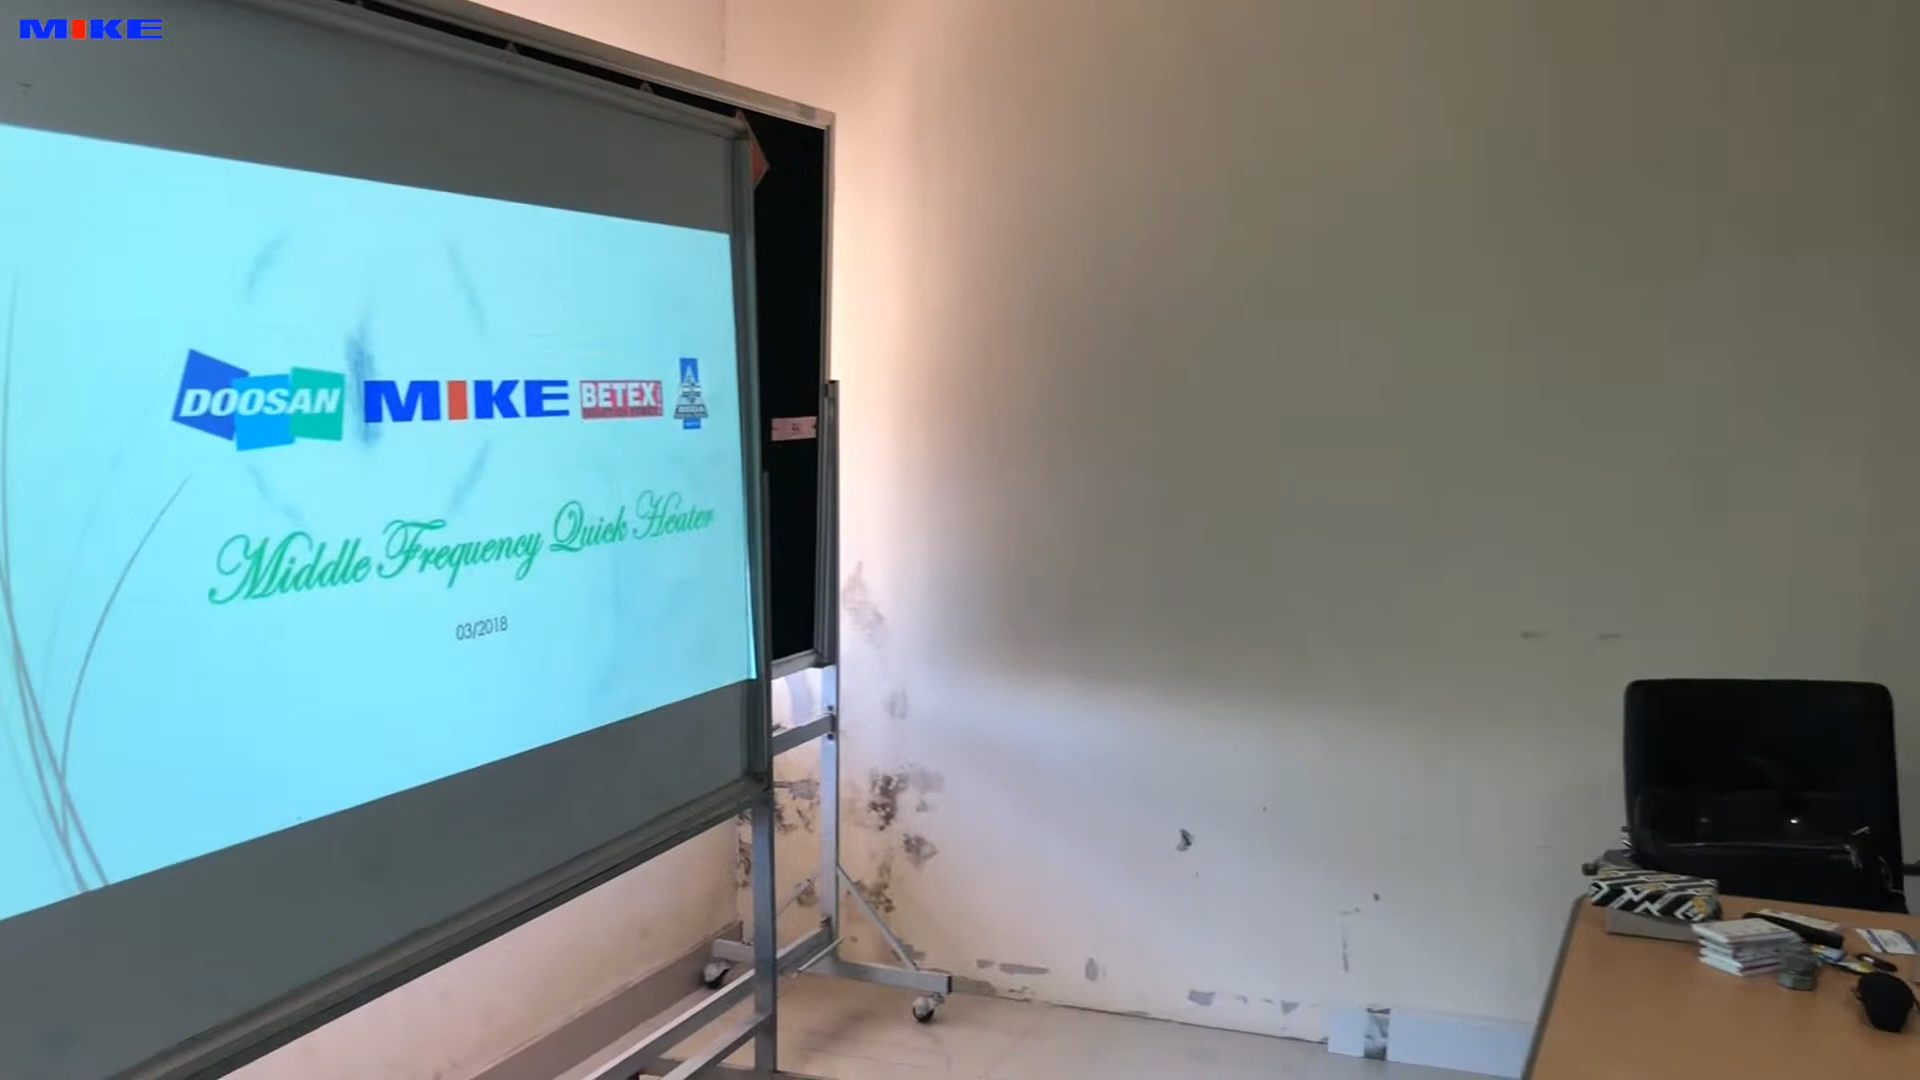 MIKE
DOOSAN MIKE BETEX
Middle Frequency Quick Heater
03/2018